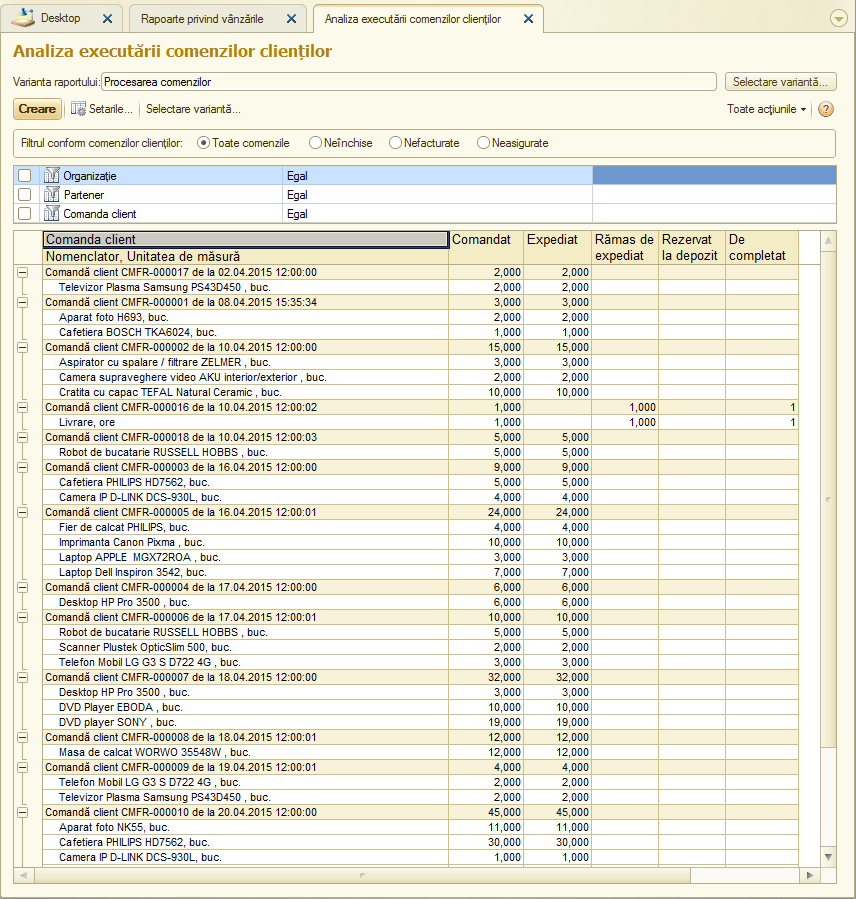 Desktop Rapoarte privind vânzările Analiza executării comenzilor clienților
Analiza executării comenzilor clienților
Varianta raportului: Procesarea comenzilor Selectare variantă...
Creare Setarile... Selectare variantă... Toate acțiunile ?
Filtrul conform comenzilor clienților: Toate comenzile Neînchise Nefacturate Neasigurate
Organizație Egal
Partener Egal
Comanda client Egal
Comanda client Comandat Expediat Rămas de expediat Rezervat la depozit De completat
Nomenclator, Unitatea de măsură
Comandă client CMFR-000017 de la 02.04.2015 12:00:00 2,000 2,000
Televizor Plasma Samsung PS43D450 , buc. 2,000 2,000
Comandă client CMFR-000001 de la 08.04.2015 15:35:34 3,000 3,000
Aparat foto H693, buc. 2,000 2,000
Cafetiera BOSCH TKA6024, buc. 1,000 1,000
Comandă client CMFR-000002 de la 10.04.2015 12:00:00 15,000 15,000
Aspirator cu spalare / filtrare ZELMER , buc. 3,000 3,000
Camera supraveghere video AKU interior/exterior , buc. 2,000 2,000
Cratita cu capac TEFAL Natural Ceramic , buc. 10,000 10,000
Comandă client CMFR-000016 de la 10.04.2015 12:00:02 1,000 1,000 1
Livrare, ore 1,000 1,000 1
Comandă client CMFR-000018 de la 10.04.2015 12:00:03 5,000 5,000
Robot de bucatarie RUSSELL HOBBS , buc. 5,000 5,000
Comandă client CMFR-000003 de la 16.04.2015 12:00:00 9,000 9,000
Cafetiera PHILIPS HD7562, buc. 5,000 5,000
Camera IP D-LINK DCS-930L, buc. 4,000 4,000
Comandă client CMFR-000005 de la 16.04.2015 12:00:01 24,000 24,000
Fier de calcat PHILIPS, buc. 4,000 4,000
Imprimanta Canon Pixma , buc. 10,000 10,000
Laptop APPLE  MGX72ROA , buc. 3,000 3,000
Laptop Dell Inspiron 3542, buc. 7,000 7,000
Comandă client CMFR-000004 de la 17.04.2015 12:00:00 6,000 6,000
Desktop HP Pro 3500 , buc. 6,000 6,000
Comandă client CMFR-000006 de la 17.04.2015 12:00:01 10,000 10,000
Robot de bucatarie RUSSELL HOBBS , buc. 5,000 5,000
Scanner Plustek OpticSlim 500, buc. 2,000 2,000
Telefon Mobil LG G3 S D722 4G , buc. 3,000 3,000
Comandă client CMFR-000007 de la 18.04.2015 12:00:00 32,000 32,000
Desktop HP Pro 3500 , buc. 3,000 3,000
DVD Player EBODA , buc. 10,000 10,000
DVD player SONY , buc. 19,000 19,000
Comandă client CMFR-000008 de la 18.04.2015 12:00:01 12,000 12,000
Masa de calcat WORWO 35548W , buc. 12,000 12,000
Comandă client CMFR-000009 de la 19.04.2015 12:00:01 4,000 4,000
Telefon Mobil LG G3 S D722 4G , buc. 2,000 2,000
Televizor Plasma Samsung PS43D450 , buc. 2,000 2,000
Comandă client CMFR-000010 de la 20.04.2015 12:00:00 45,000 45,000
Aparat foto NK55, buc. 11,000 11,000
Cafetiera PHILIPS HD7562, buc. 30,000 30,000
Camera IP D-LINK DCS-930L, buc. 1,000 1,000